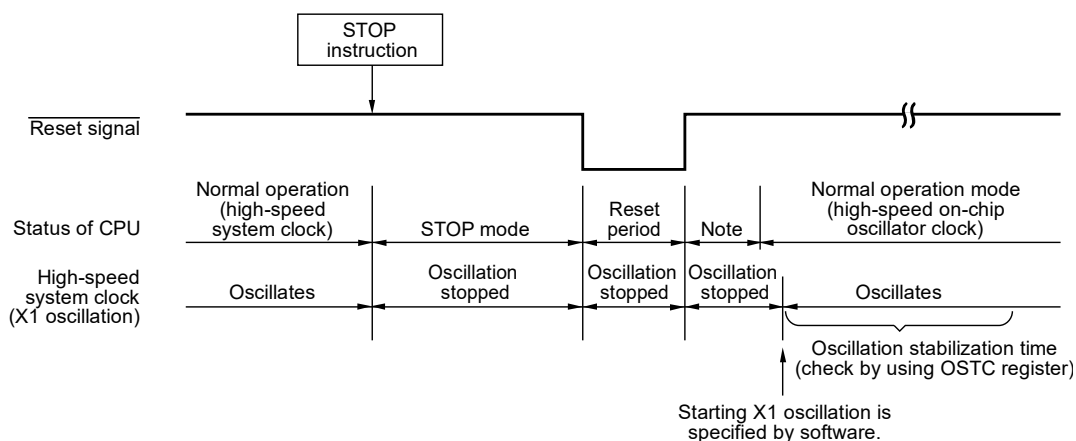 STOP
instruction
Reset signal
Status of CPU
Normal operation
(high-speed
system clock)
STOP mode
Reset
period
Note
Normal operation mode
(high-speed on-chip
oscillator clock)
High-speed
system clock
(X1 oscillation)
Oscillates
Oscillation
stopped
Oscillation
stopped
Oscillation
stopped
Oscillates
Oscillation stabilization time
(check by using OSTC register)
Starting X1 oscillation is
specified by software.